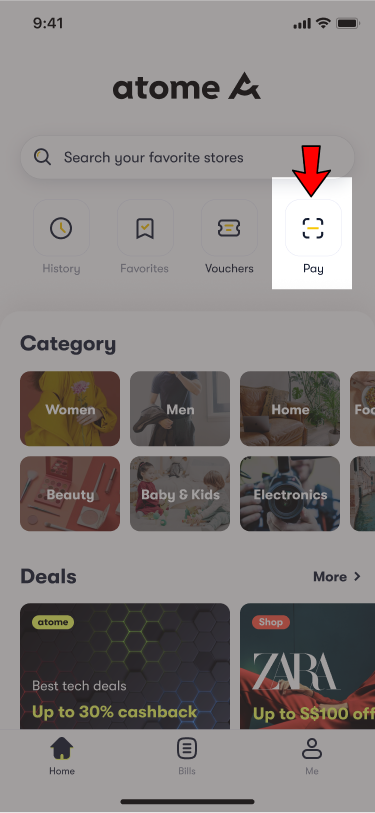 9:41
atome
Search your favorite stores
History
Favorites
Vouchers
Pay
Category
Women
Men
Home
Foo
Beauty
Baby & Kids
Electronics
Deals
More
atome
Best tech deals
Up to 30% cashback
Shop
ZARA
Up to S$100 off
Home
Bills
Me